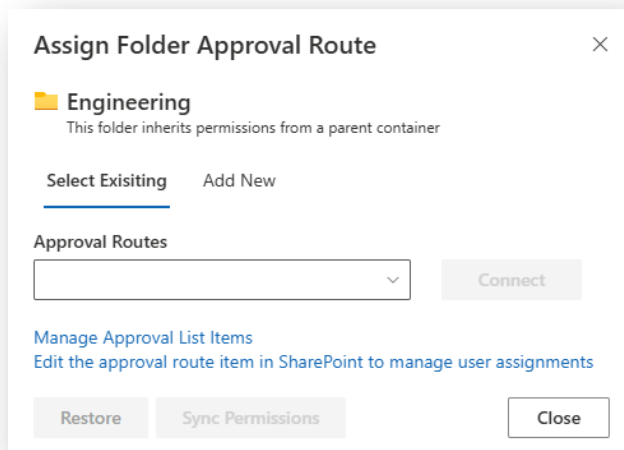 Assign Folder Approval Route
Engineering
This folder inherits permissions from a parent container
Select Exisiting Add New
Approval Routes
Connect
Manage Approval List Items
Edit the approval route item in SharePoint to manage user assignments
Restore Sync Permissions Close